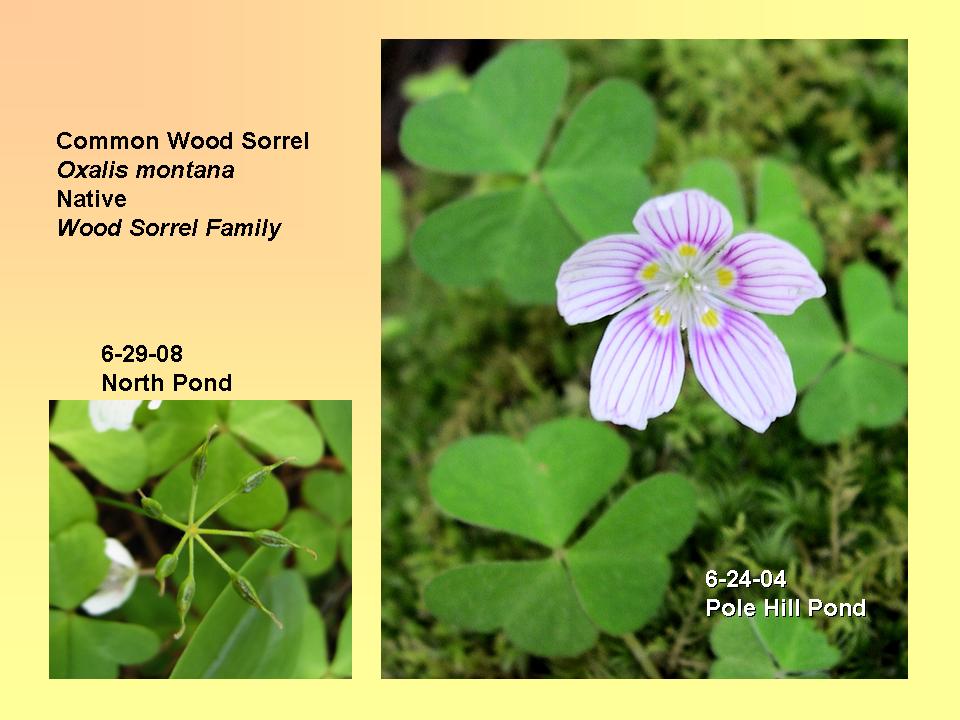 Common Wood Sorrel
Oxalis montana
Native
Wood Sorrel Family
6-29-08
North Pond
6-24-04
Pole Hill Pond